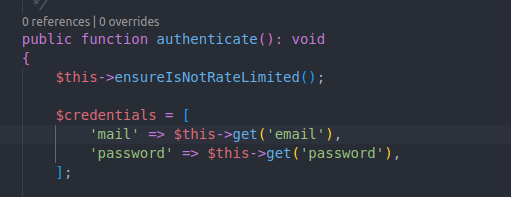 */
0 references | 0 overrides
public function authenticate(): void
{
    $this->ensureIsNotRateLimited();
    $credentials = [
        'mail' => $this->get('email'),
        'password' => $this->get('password'),
    ];